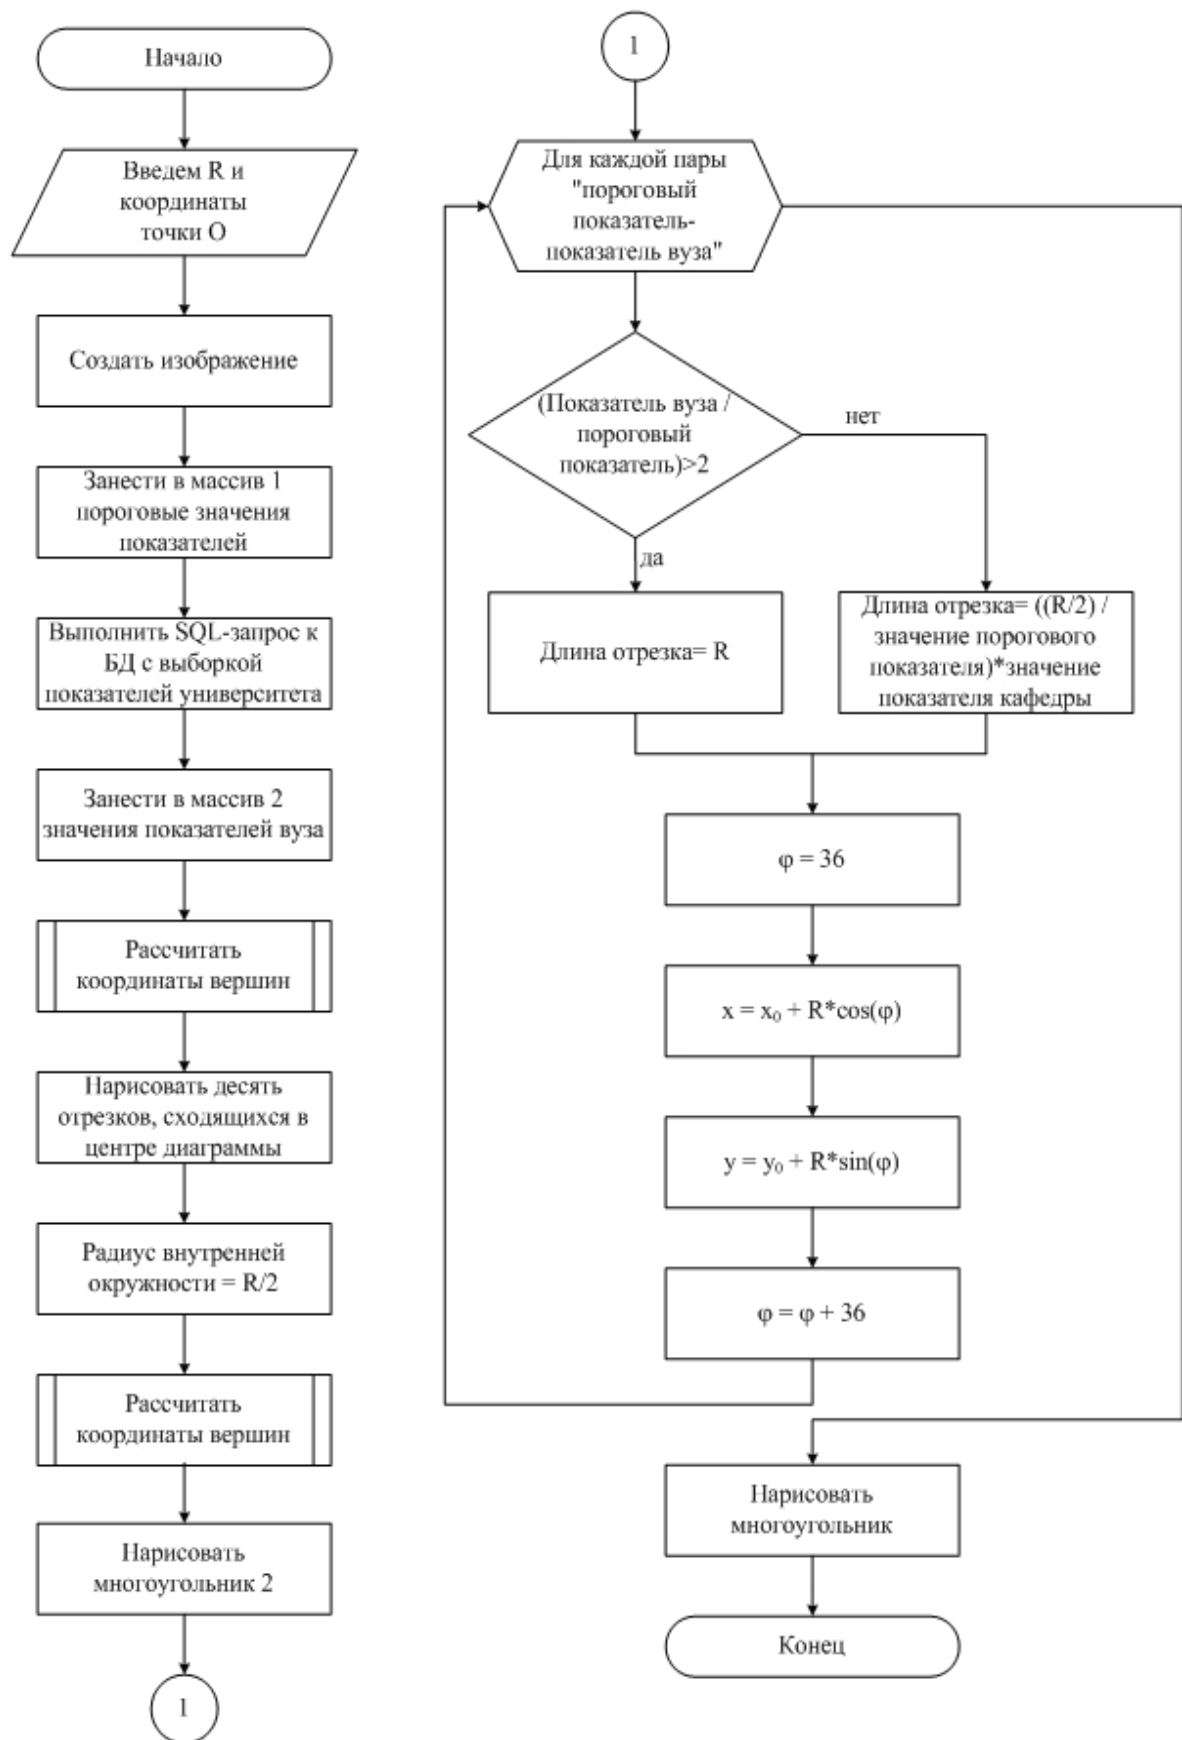 Начало
Введем R и
координаты
точки O
Создать изображение
Занести в массив 1
пороговые значения
показателей
Выполнить SQL-запрос к
БД с выборкой
показателей университета
Занести в массив 2
значения показателей вуза
Рассчитать
координаты вершин
Нарисовать десять
отрезков, сходящихся в
центре диаграммы
Радиус внутренней
окружности = R/2
Рассчитать
координаты вершин
Нарисовать
многоугольник 2
1
1
Для каждой пары
"пороговый
показатель-
показатель вуза"
(Показатель вуза /
пороговый
показатель)>2
нет
да
Длина отрезка= R
Длина отрезка= ((R/2) /
значение порогового
показателя)*значение
показателя кафедры
φ = 36
x = x₀ + R*cos(φ)
y = y₀ + R*sin(φ)
φ = φ + 36
Нарисовать
многоугольник
Конец